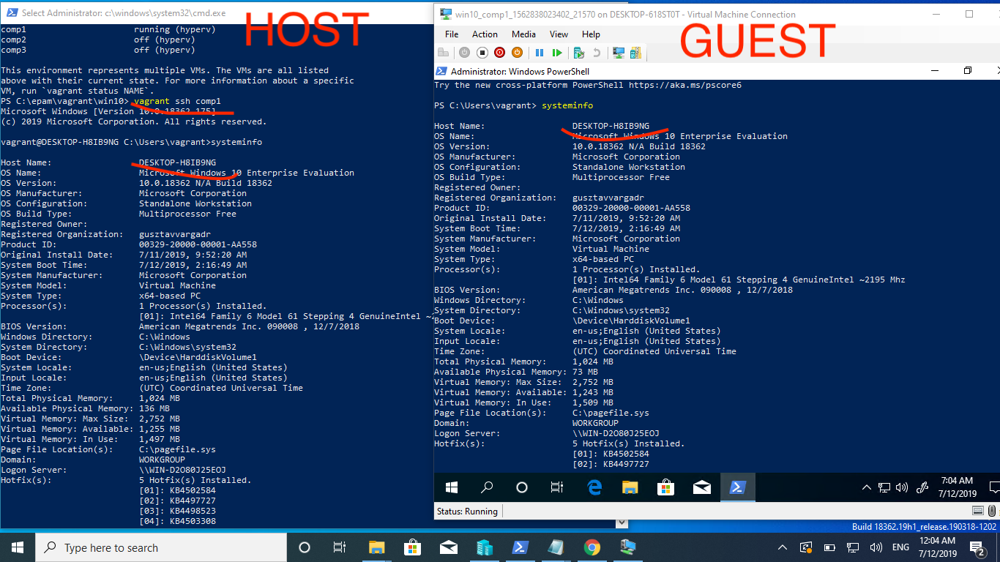 Select Administrator: c:\windows\system32\cmd.exe
HOST
comp1 running (hyperv)
comp2 off (hyperv)
comp3 off (hyperv)
This environment represents multiple VMs. The VMs are all listed
above with their current state. For more information about a specific
VM, run `vagrant status NAME`.
PS C:\epam\vagrant\win10> vagrant ssh comp1
Microsoft Windows [Version 10.0.18362.175]
(c) 2019 Microsoft Corporation. All rights reserved.
vagrant@DESKTOP-H8IB9NG C:\Users\vagrant>systeminfo
Host Name: DESKTOP-H8IB9NG
OS Name: Microsoft Windows 10 Enterprise Evaluation
OS Version: 10.0.18362 N/A Build 18362
OS Manufacturer: Microsoft Corporation
OS Configuration: Standalone Workstation
OS Build Type: Multiprocessor Free
Registered Owner:
Registered Organization: gusztavvargadr
Product ID: 00329-20000-00001-AA558
Original Install Date: 7/11/2019, 9:52:20 AM
System Boot Time: 7/12/2019, 2:16:49 AM
System Manufacturer: Microsoft Corporation
System Model: Virtual Machine
System Type: x64-based PC
Processor(s): 1 Processor(s) Installed.
[01]: Intel64 Family 6 Model 61 Stepping 4 GenuineIntel ~2
BIOS Version: American Megatrends Inc. 090008 , 12/7/2018
Windows Directory: C:\Windows
System Directory: C:\Windows\system32
Boot Device: \Device\HarddiskVolume1
System Locale: en-us;English (United States)
Input Locale: en-us;English (United States)
Time Zone: (UTC) Coordinated Universal Time
Total Physical Memory: 1,024 MB
Available Physical Memory: 136 MB
Virtual Memory: Max Size: 2,752 MB
Virtual Memory: Available: 1,255 MB
Virtual Memory: In Use: 1,497 MB
Page File Location(s): C:\pagefile.sys
Domain: WORKGROUP
Logon Server: \\WIN-D2O80J25EOJ
Hotfix(s): 5 Hotfix(s) Installed.
[01]: KB4502584
[02]: KB4497727
[03]: KB4498523
[04]: KB4503308
win10_comp1_1562838023402_21570 on DESKTOP-618ST0T - Virtual Machine Connection
File Action Media View Help
GUEST
Administrator: Windows PowerShell
Try the new cross-platform PowerShell https://aka.ms/pscore6
PS C:\Users\vagrant> systeminfo
Host Name: DESKTOP-H8IB9NG
OS Name: Microsoft Windows 10 Enterprise Evaluation
OS Version: 10.0.18362 N/A Build 18362
OS Manufacturer: Microsoft Corporation
OS Configuration: Standalone Workstation
OS Build Type: Multiprocessor Free
Registered Owner:
Registered Organization: gusztavvargadr
Product ID: 00329-20000-00001-AA558
Original Install Date: 7/11/2019, 9:52:20 AM
System Boot Time: 7/12/2019, 2:16:49 AM
System Manufacturer: Microsoft Corporation
System Model: Virtual Machine
System Type: x64-based PC
Processor(s): 1 Processor(s) Installed.
[01]: Intel64 Family 6 Model 61 Stepping 4 GenuineIntel ~2195 Mhz
BIOS Version: American Megatrends Inc. 090008 , 12/7/2018
Windows Directory: C:\Windows
System Directory: C:\Windows\system32
Boot Device: \Device\HarddiskVolume1
System Locale: en-us;English (United States)
Input Locale: en-us;English (United States)
Time Zone: (UTC) Coordinated Universal Time
Total Physical Memory: 1,024 MB
Available Physical Memory: 73 MB
Virtual Memory: Max Size: 2,752 MB
Virtual Memory: Available: 1,243 MB
Virtual Memory: In Use: 1,509 MB
Page File Location(s): C:\pagefile.sys
Domain: WORKGROUP
Logon Server: \\WIN-D2O80J25EOJ
Hotfix(s): 5 Hotfix(s) Installed.
[01]: KB4502584
[02]: KB4497727
7:04 AM
7/12/2019
Status: Running
Build 18362.19h1_release.190318-1202
Type here to search
ENG
12:04 AM
7/12/2019
2